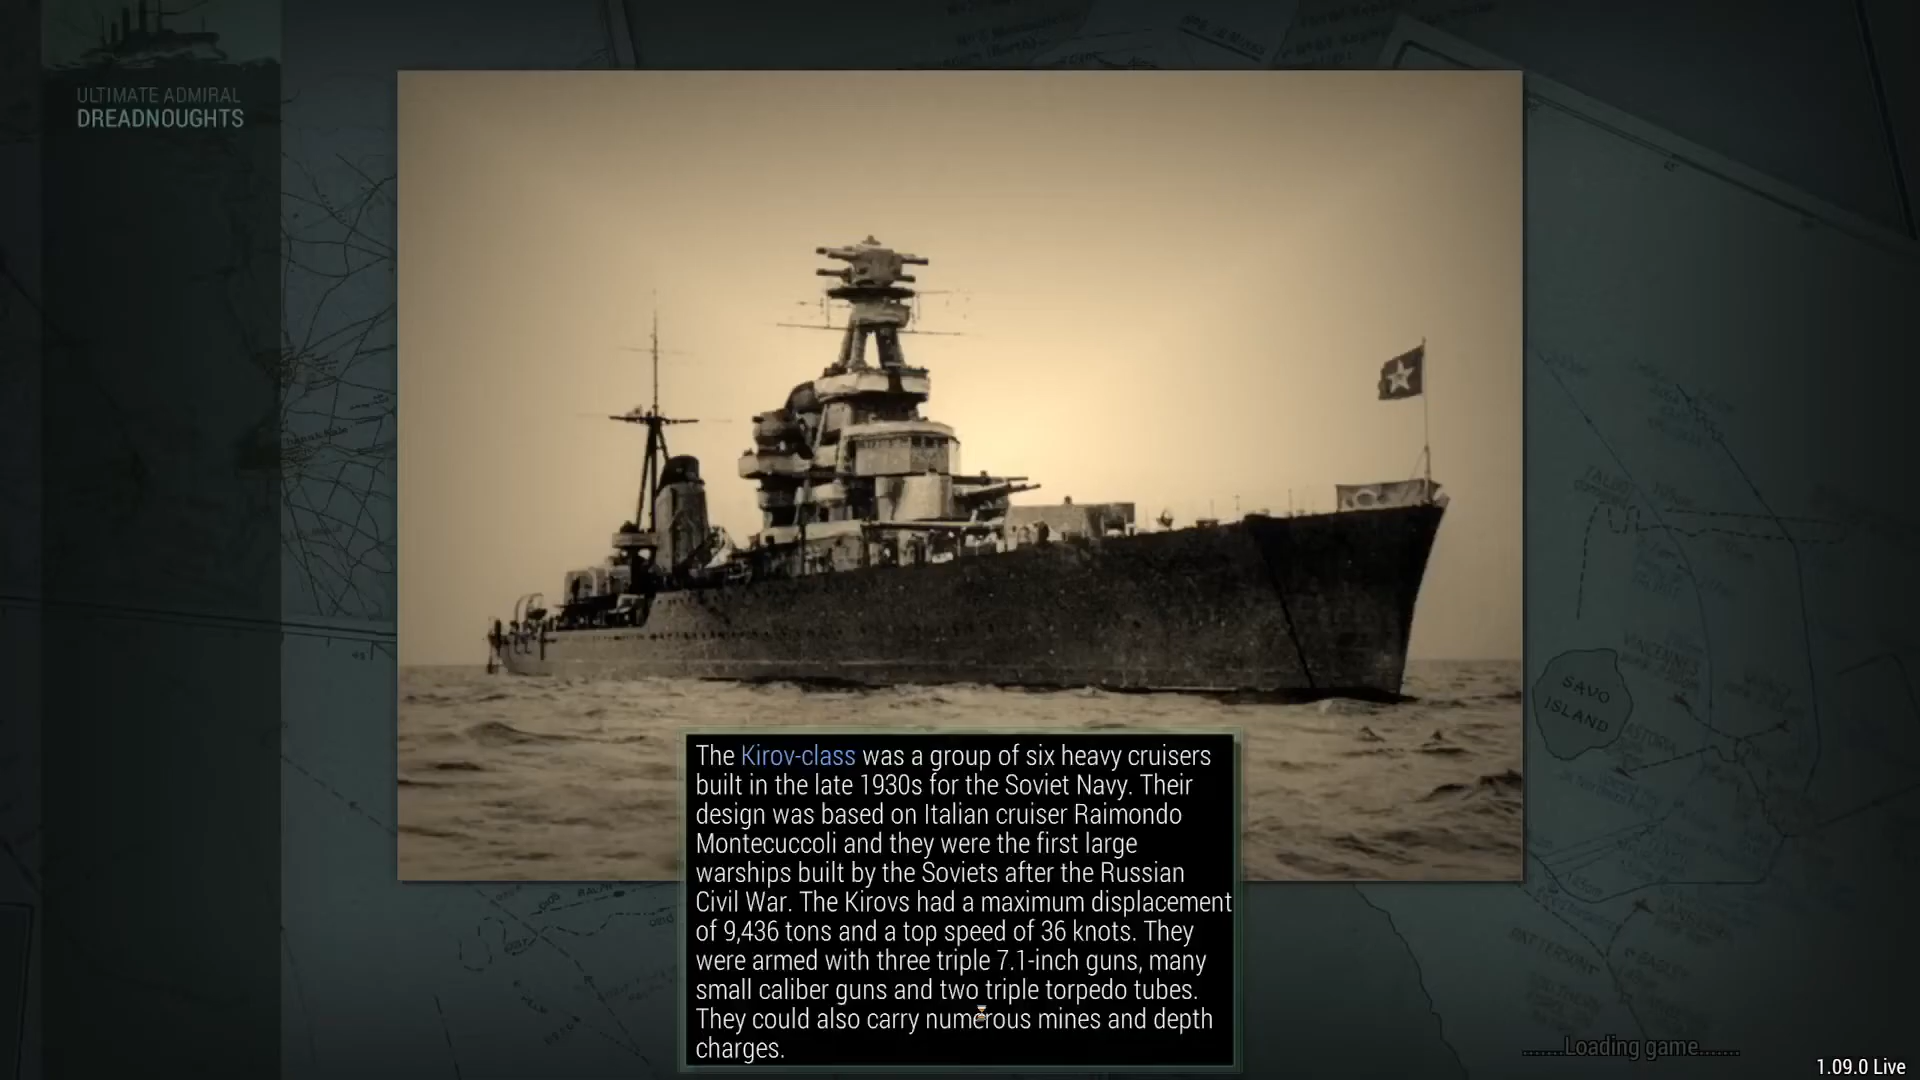 ULTIMATE ADMIRAL
DREADNOUGHTS
The Kirov-class was a group of six heavy cruisers
built in the late 1930s for the Soviet Navy. Their
design was based on Italian cruiser Raimondo
Montecuccoli and they were the first large
warships built by the Soviets after the Russian
Civil War. The Kirovs had a maximum displacement
of 9,436 tons and a top speed of 36 knots. They
were armed with three triple 7.1-inch guns, many
small caliber guns and two triple torpedo tubes.
They could also carry numerous mines and depth
charges.
SAVO
ISLAND
VINCENNES
ASTORIA
PATTERSON
.......Loading game.......
1.09.0 Live